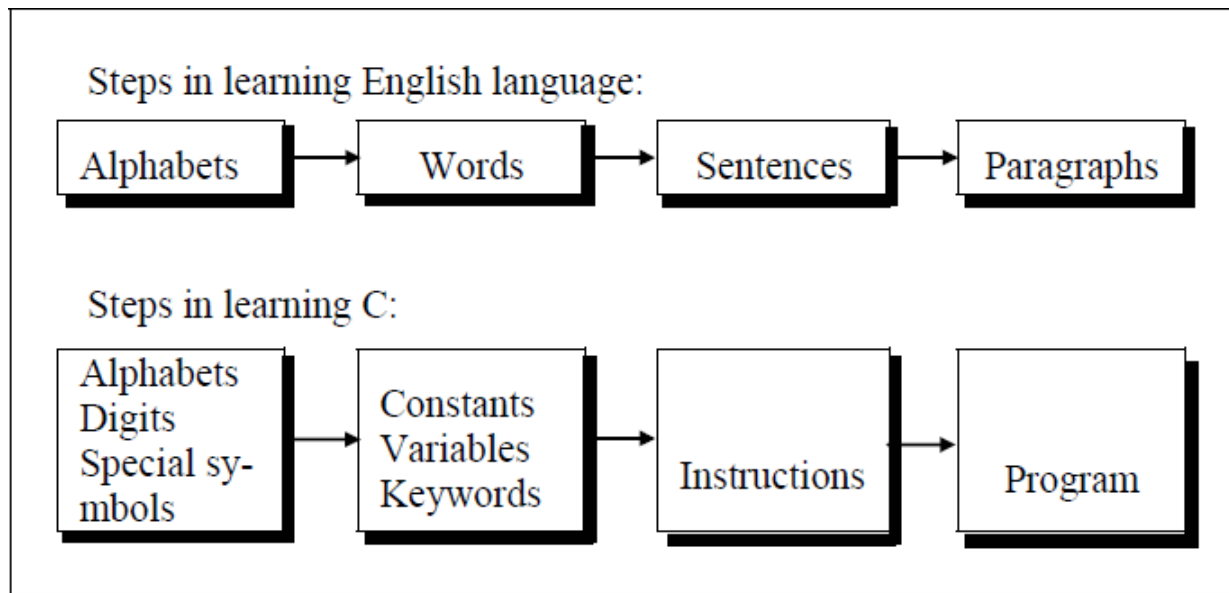 Steps in learning English language:
Alphabets
Words
Sentences
Paragraphs
Steps in learning C:
Alphabets
Digits
Special sy-
mbols
Constants
Variables
Keywords
Instructions
Program